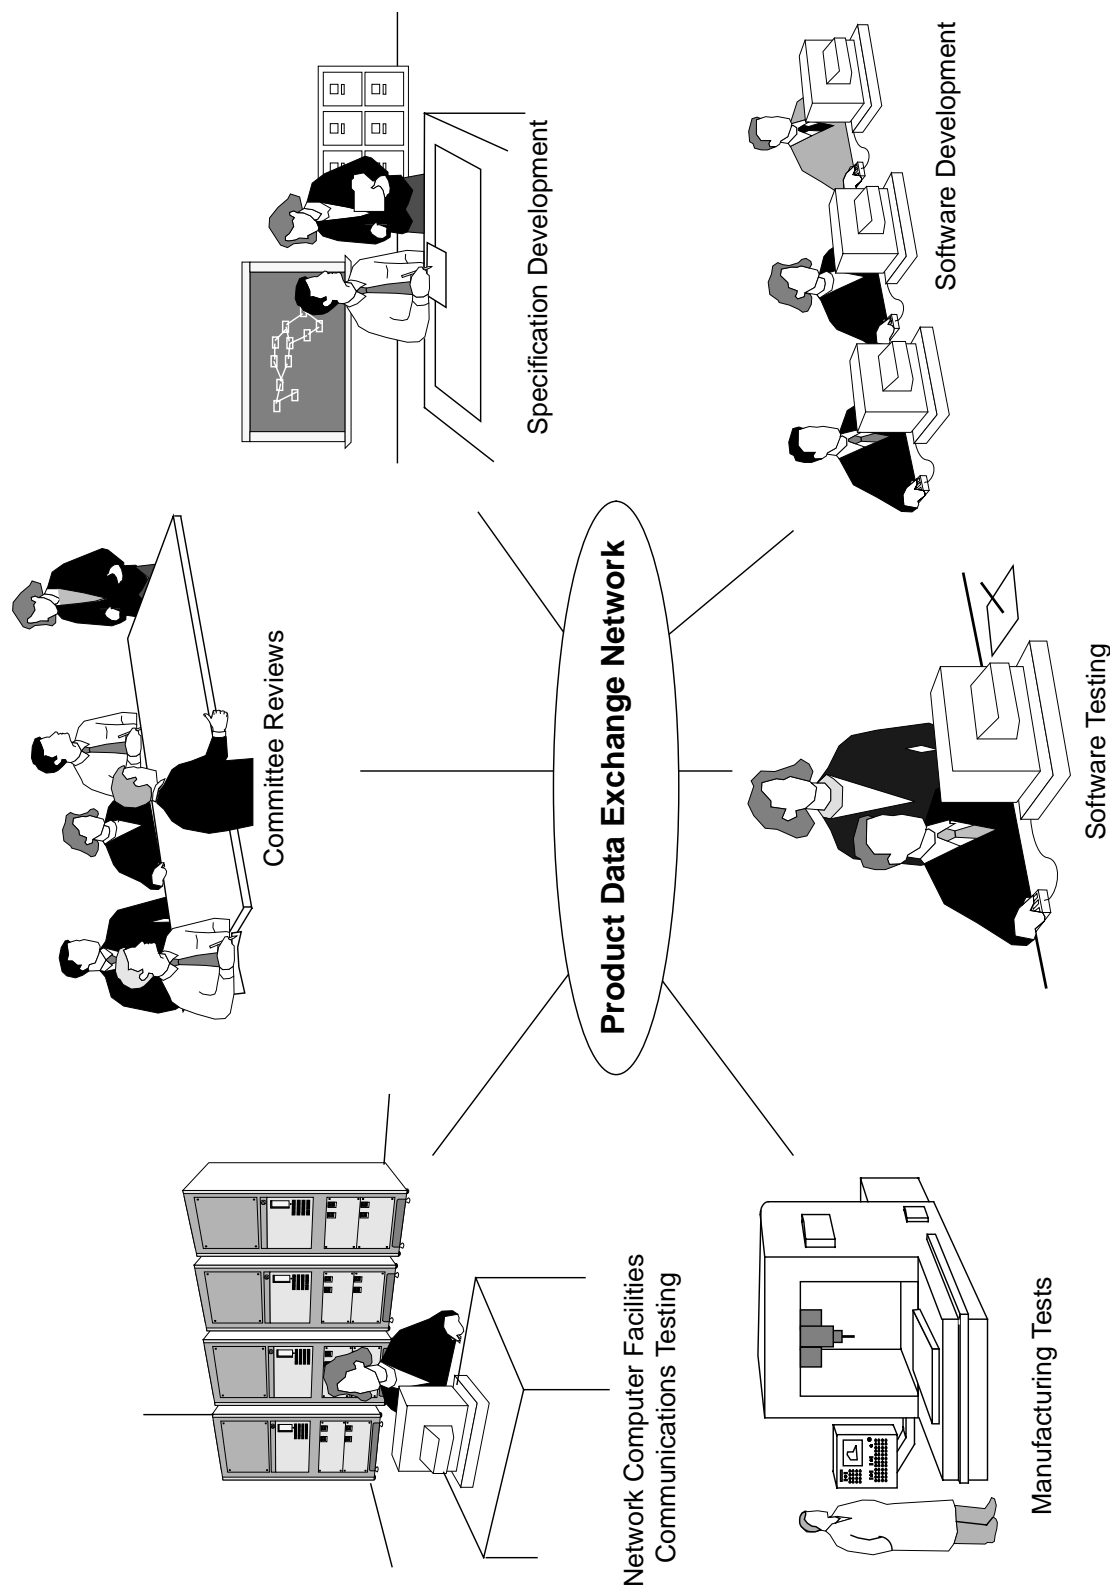 Network Computer Facilities
Communications Testing
Committee Reviews
Specification Development
Product Data Exchange Network
Manufacturing Tests
Software Testing
Software Development